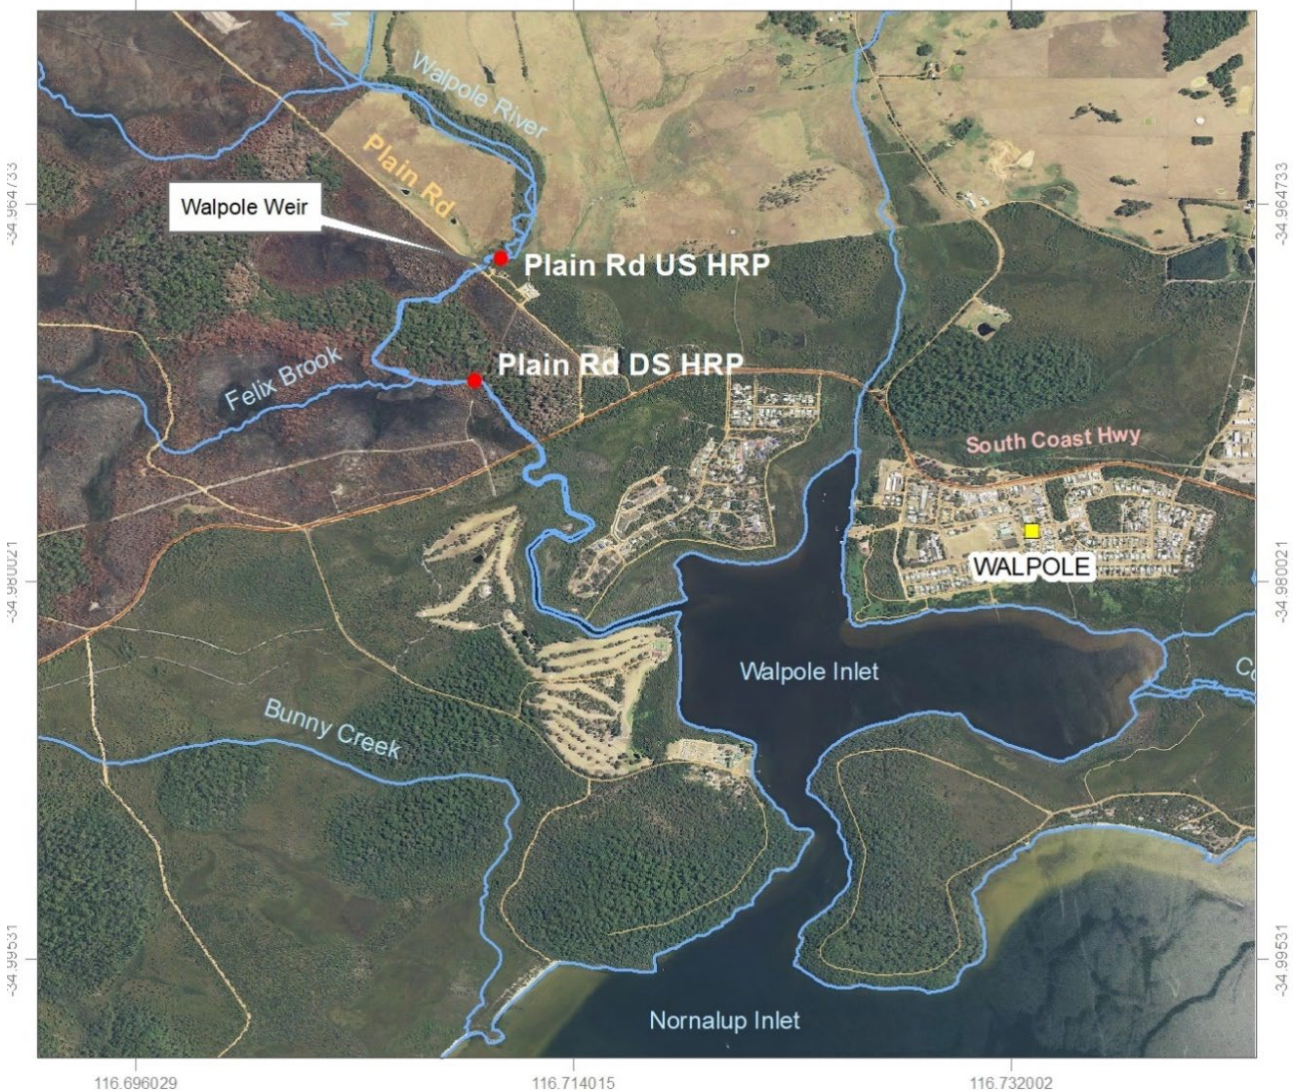 Walpole River
Plain Rd
-34.964733
-34.964733
Walpole Weir
Plain Rd US HRP
Plain Rd DS HRP
Felix Brook
South Coast Hwy
WALPOLE
-34.980021
-34.980021
Walpole Inlet
Bunny Creek
-34.99531
-34.99531
Nornalup Inlet
116.696029
116.714015
116.732002